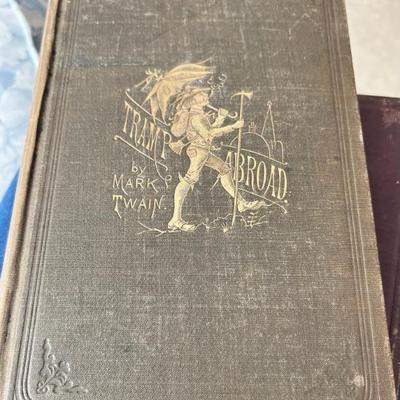 TRAMP
ABROAD.
by
MARK
TWAIN.